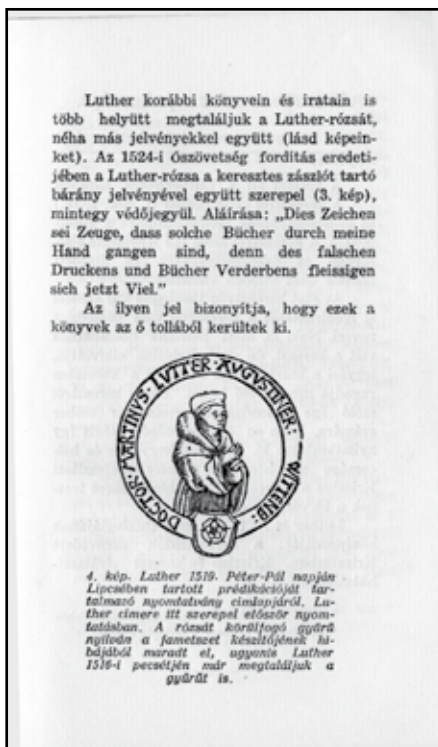 Luther korábbi könyvein és iratain is
több helyütt megtaláljuk a Luther-rózsát,
néha más jelvényekkel együtt (lásd képein-
ket). Az 1524-i ószövetség fordítás eredeti-
jében a Luther-rózsa a keresztes zászlót tartó
bárány jelvényével együtt szerepel (3. kép),
mintegy védőjegyül. Aláírása: „Dies Zeichen
sei Zeuge, dass solche Bücher durch meine
Hand gangen sind, denn des falschen
Druckens und Bücher Verderbens fleissigen
sich jetzt Viel.”
Az ilyen jel bizonyítja, hogy ezek a
könyvek az ő tollából kerültek ki.
DOCTOR·MARTINVS·LVTTER·AVGVSTINER:WITTENB:
4. kép. Luther 1519. Péter-Pál napján
Lipcsében tartott prédikációját tar-
talmazó nyomtatvány címlapjáról. Lu-
ther címere itt szerepel először nyom-
tatásban. A rózsát körülfogó gyűrű
nyilván a fametszet készítőjének hi-
bájából maradt el, ugyanis Luther
1516-i pecsétjén már megtaláljuk a
gyűrűt is.